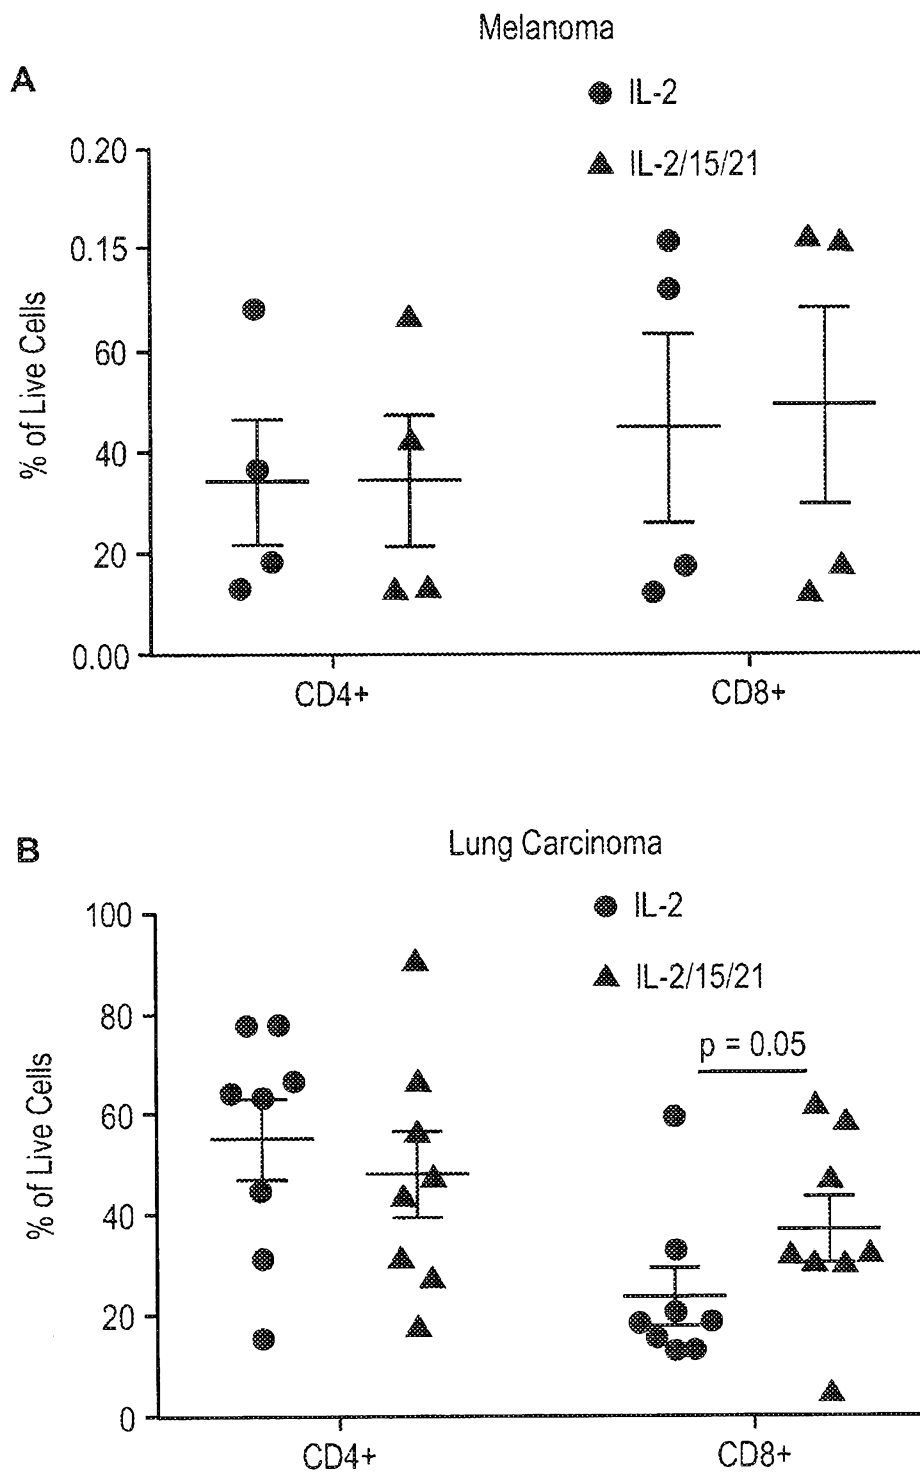 Melanoma
A
IL-2
IL-2/15/21
0.20
0.15
60
40
20
0.00
% of Live Cells
CD4+
CD8+
B
Lung Carcinoma
IL-2
IL-2/15/21
p = 0.05
100
80
60
40
20
0
% of Live Cells
CD4+
CD8+